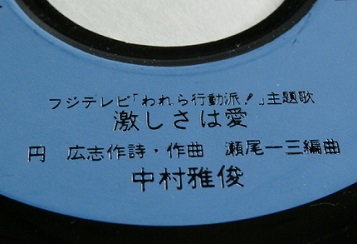 フジテレビ「われら行動派!」主題歌
激しさは愛
円 広志作詩・作曲 瀬尾一三編曲
中村雅俊